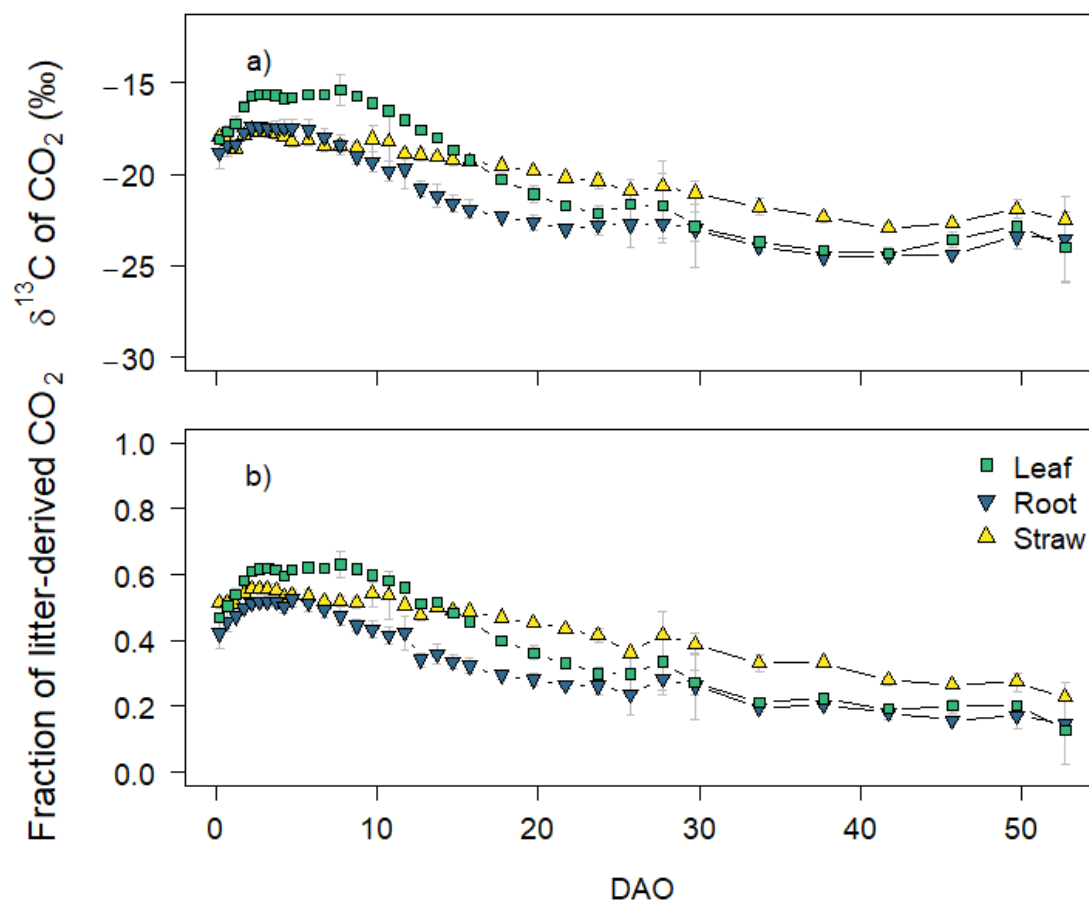 a)
δ¹³C of CO₂ (‰)
−15
−20
−25
−30
b)
Fraction of litter-derived CO₂
1.0
0.8
0.6
0.4
0.2
0.0
Leaf
Root
Straw
0 10 20 30 40 50
DAO